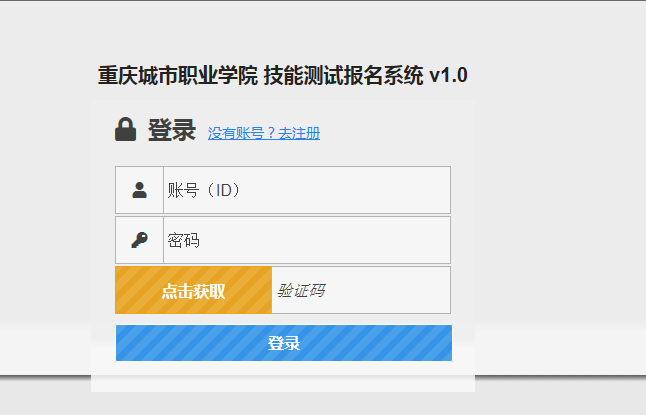 重庆城市职业学院 技能测试报名系统 v1.0
登录 没有账号？去注册
账号（ID）
密码
点击获取 验证码
登录